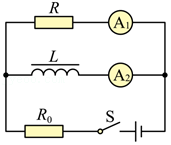 R A₁
L A₂
R₀ S